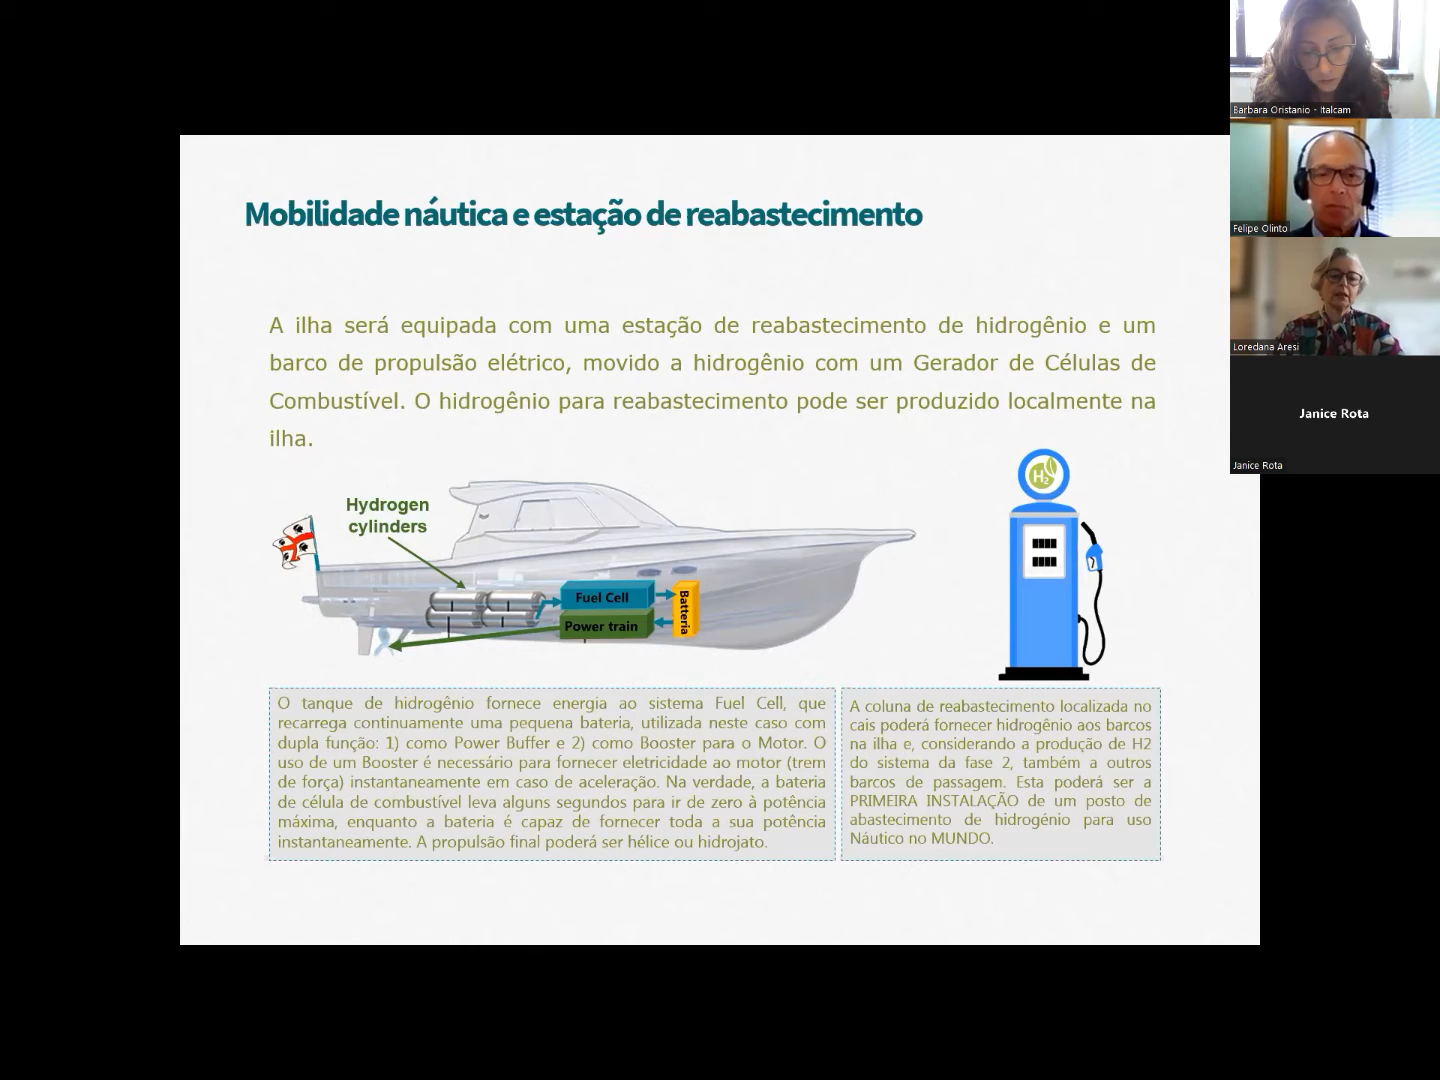 Mobilidade náutica e estação de reabastecimento
A ilha será equipada com uma estação de reabastecimento de hidrogênio e um
barco de propulsão elétrico, movido a hidrogênio com um Gerador de Células de
Combustível. O hidrogênio para reabastecimento pode ser produzido localmente na
ilha.
Hydrogen
cylinders
Fuel Cell
Power train
Batteria
H2
O tanque de hidrogênio fornece energia ao sistema Fuel Cell, que
recarrega continuamente uma pequena bateria, utilizada neste caso com
dupla função: 1) como Power Buffer e 2) como Booster para o Motor. O
uso de um Booster é necessário para fornecer eletricidade ao motor (trem
de força) instantaneamente em caso de aceleração. Na verdade, a bateria
de célula de combustível leva alguns segundos para ir de zero à potência
máxima, enquanto a bateria é capaz de fornecer toda a sua potência
instantaneamente. A propulsão final poderá ser hélice ou hidrojato.
A coluna de reabastecimento localizada no
cais poderá fornecer hidrogênio aos barcos
na ilha e, considerando a produção de H2
do sistema da fase 2, também a outros
barcos de passagem. Esta poderá ser a
PRIMEIRA INSTALAÇÃO de um posto de
abastecimento de hidrogénio para uso
Náutico no MUNDO.
Barbara Oristanio - Italcam
Felipe Olinto
Loredana Aresi
Janice Rota
Janice Rota